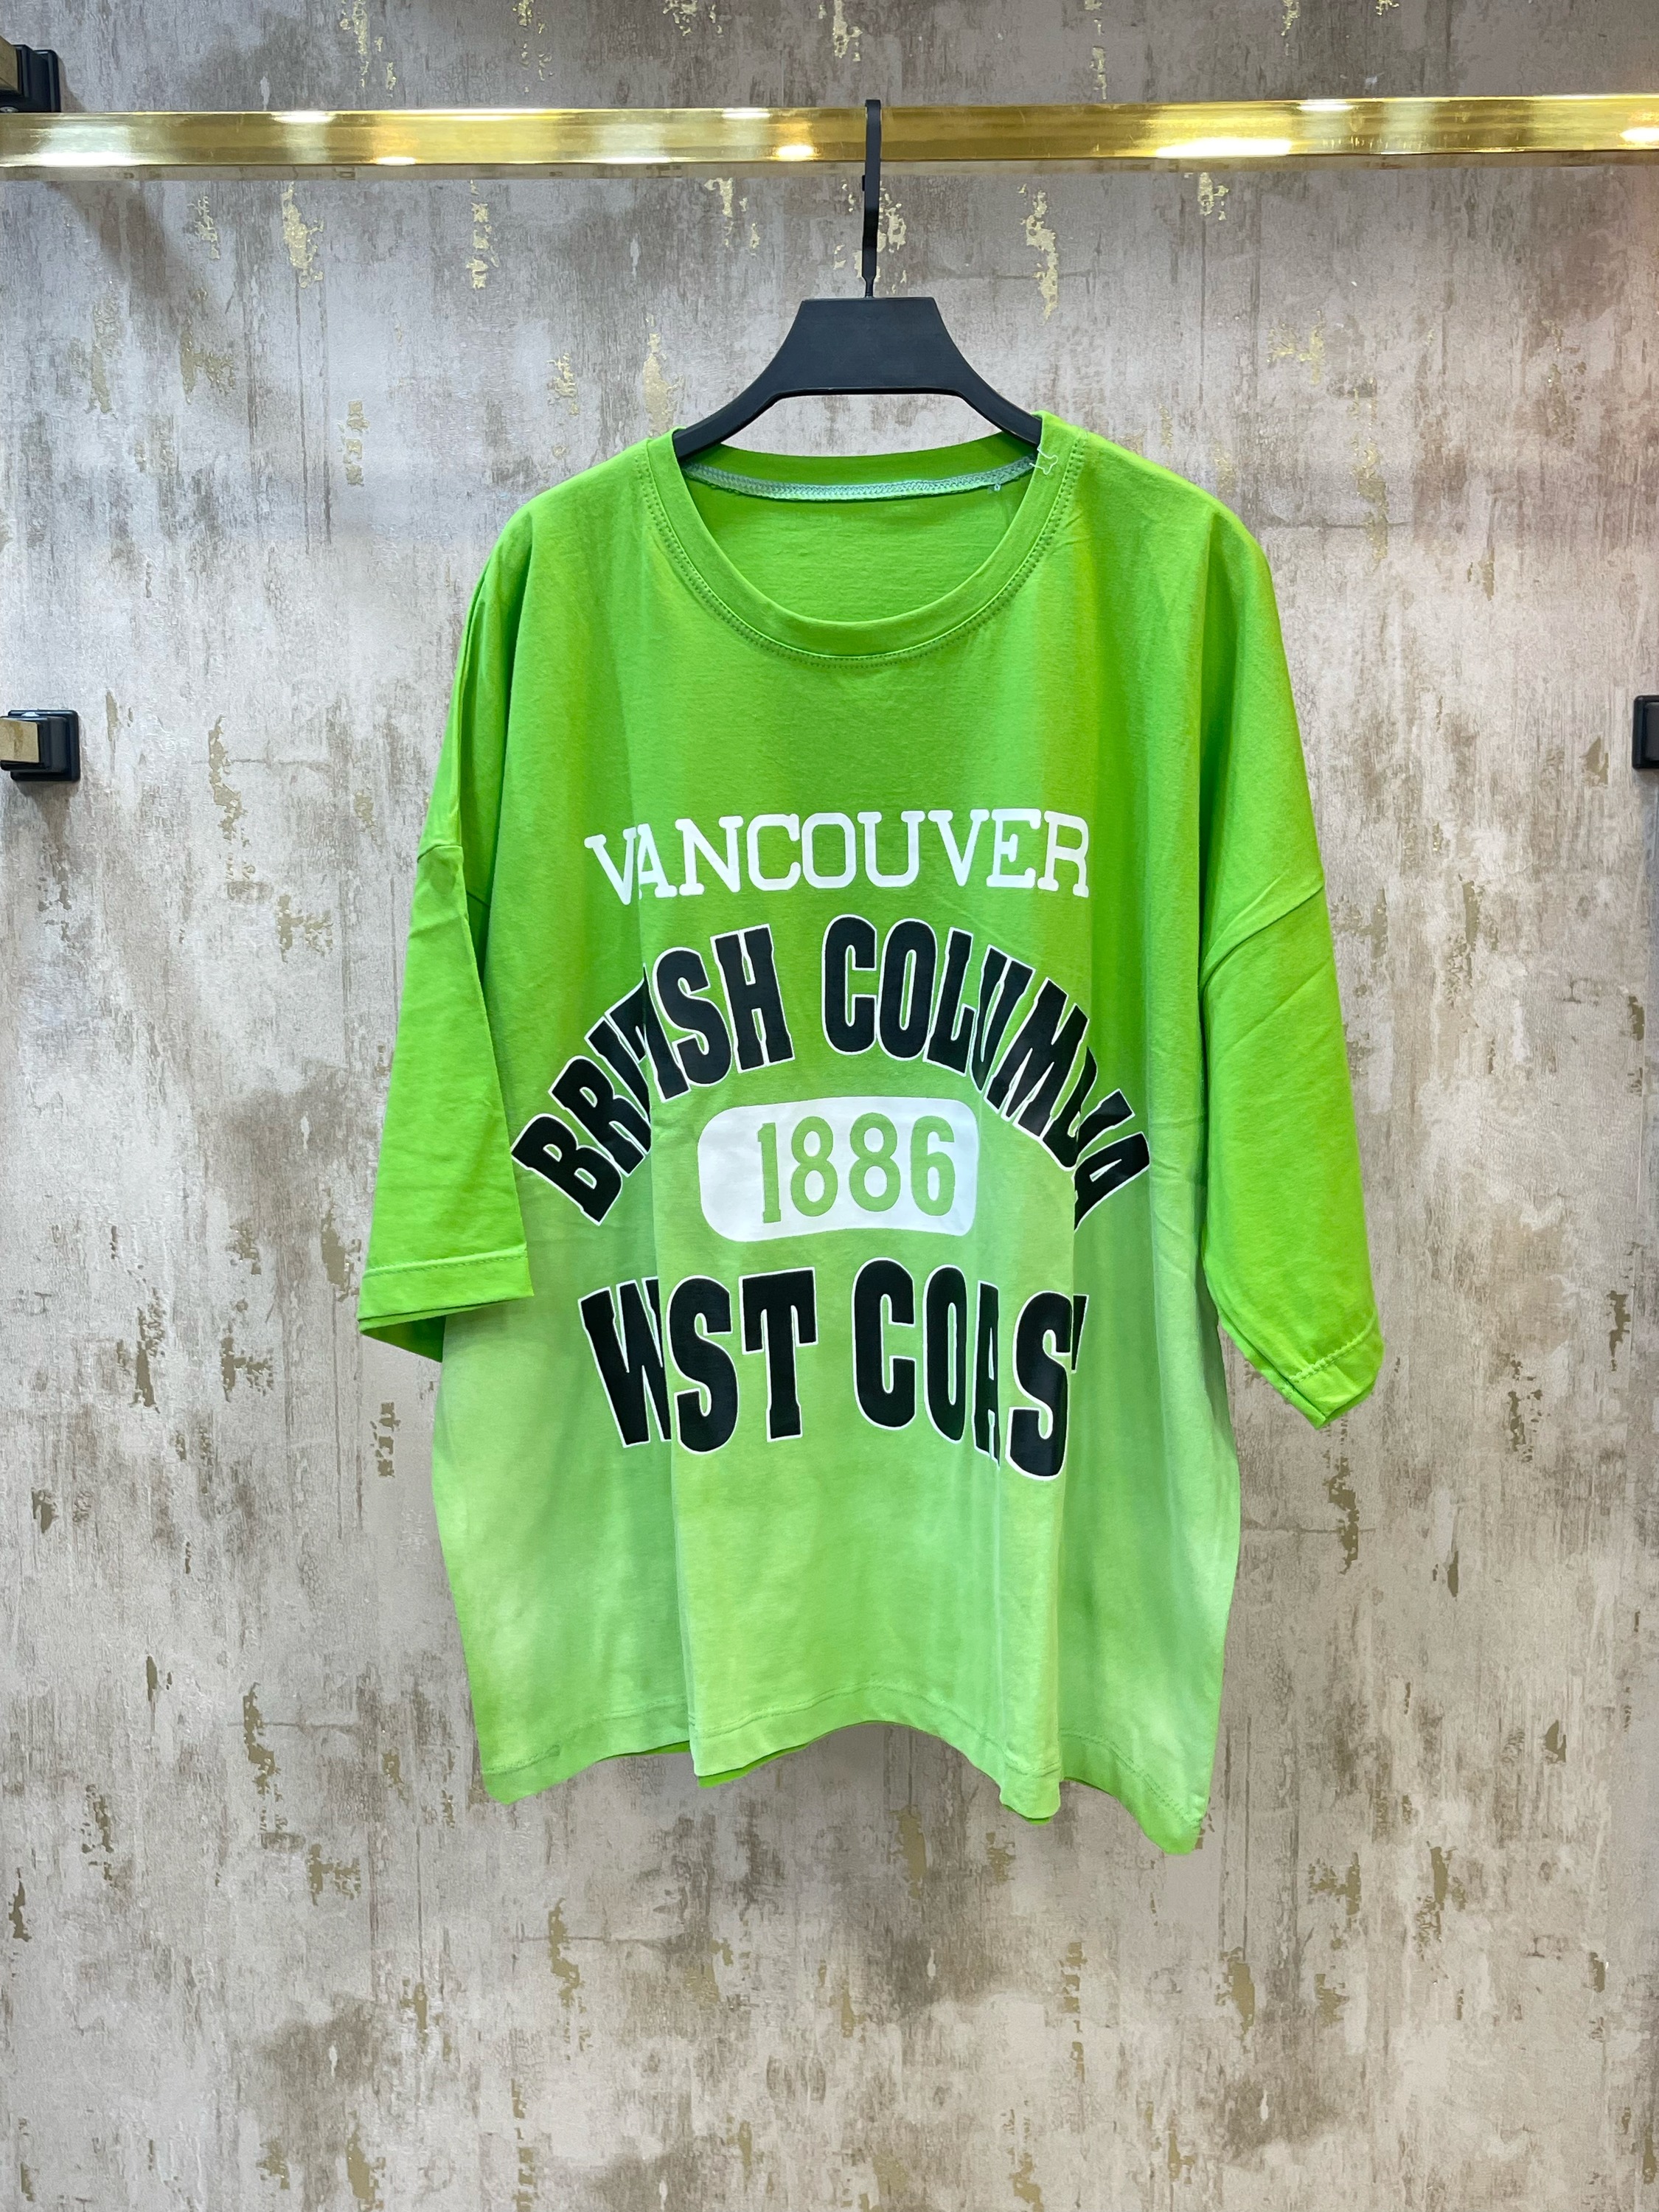 VANCOUVER
BRITISH COLUMBIA
1886
WEST COAST